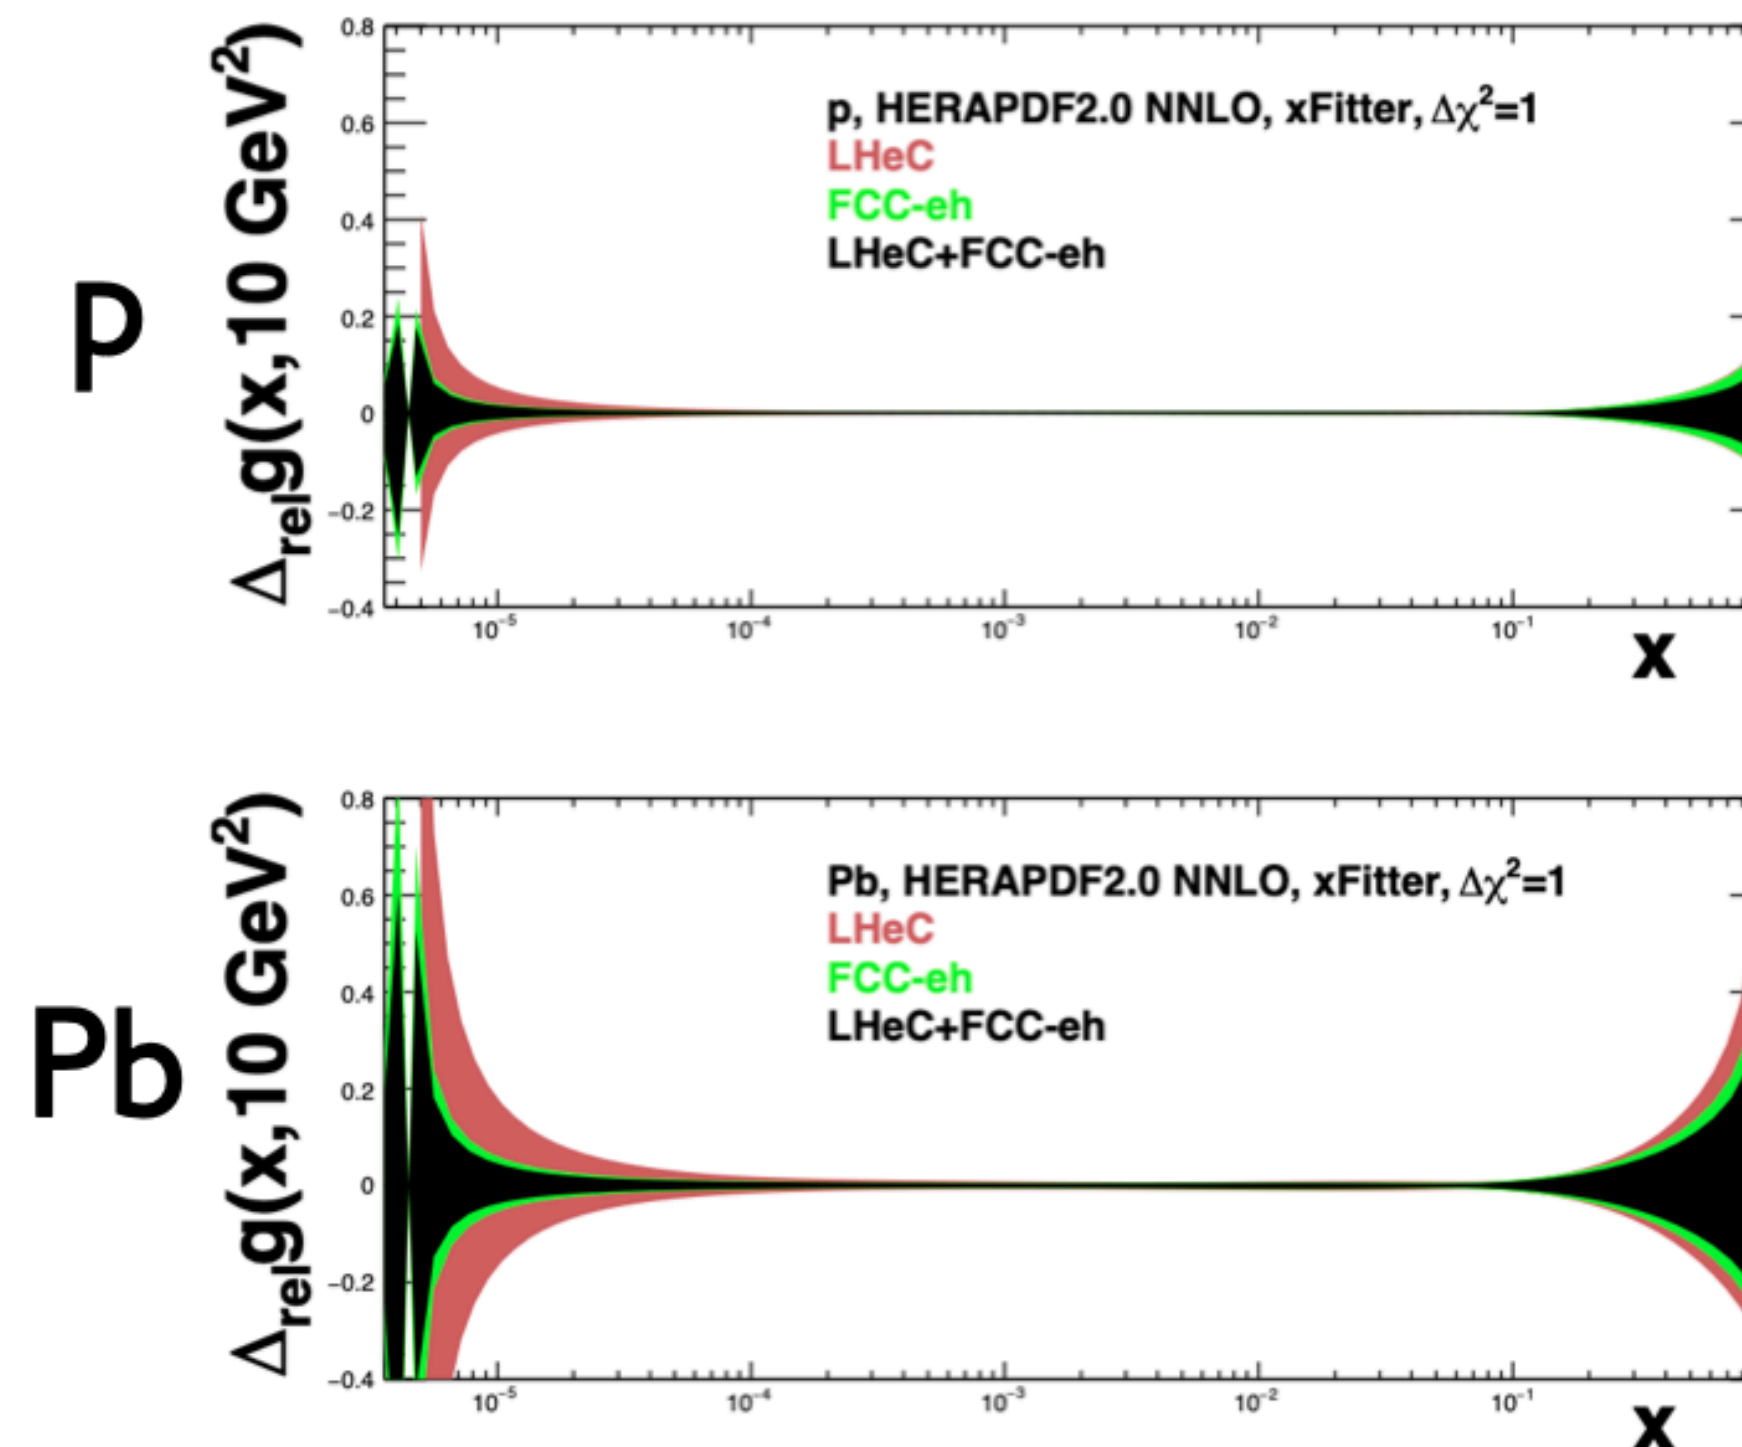 p
Δrelg(x,10 GeV²)
0.8
0.6
0.4
0.2
0
−0.2
−0.4
p, HERAPDF2.0 NNLO, xFitter, Δχ²=1
LHeC
FCC-eh
LHeC+FCC-eh
10⁻⁵ 10⁻⁴ 10⁻³ 10⁻² 10⁻¹
x
Pb
Δrelg(x,10 GeV²)
0.8
0.6
0.4
0.2
0
−0.2
−0.4
Pb, HERAPDF2.0 NNLO, xFitter, Δχ²=1
LHeC
FCC-eh
LHeC+FCC-eh
10⁻⁵ 10⁻⁴ 10⁻³ 10⁻² 10⁻¹
x